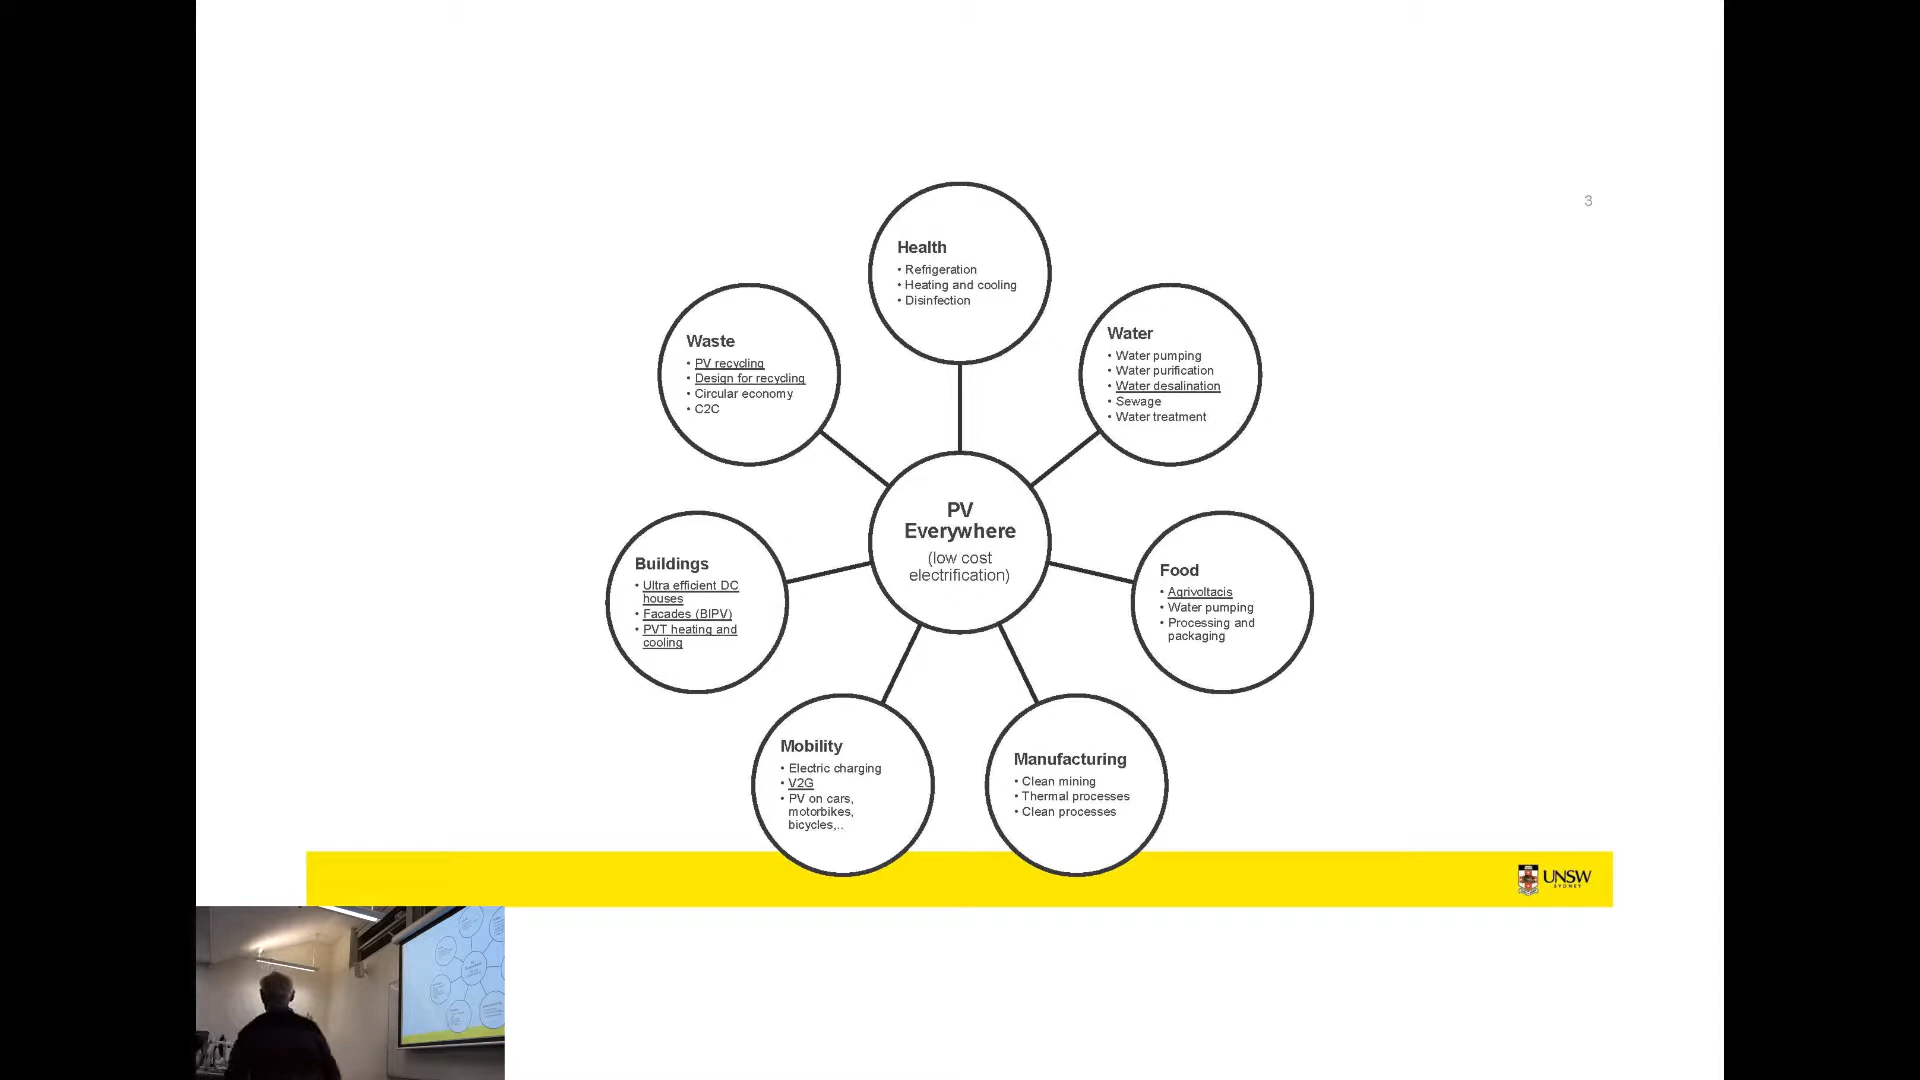 3
Health
• Refrigeration
• Heating and cooling
• Disinfection
Waste
• PV recycling
• Design for recycling
• Circular economy
• C2C
Water
• Water pumping
• Water purification
• Water desalination
• Sewage
• Water treatment
PV
Everywhere
(low cost
electrification)
Buildings
• Ultra efficient DC
houses
• Facades (BIPV)
• PVT heating and
cooling
Food
• Agrivoltacis
• Water pumping
• Processing and
packaging
Mobility
• Electric charging
• V2G
• PV on cars,
motorbikes,
bicycles,..
Manufacturing
• Clean mining
• Thermal processes
• Clean processes
UNSW
SYDNEY